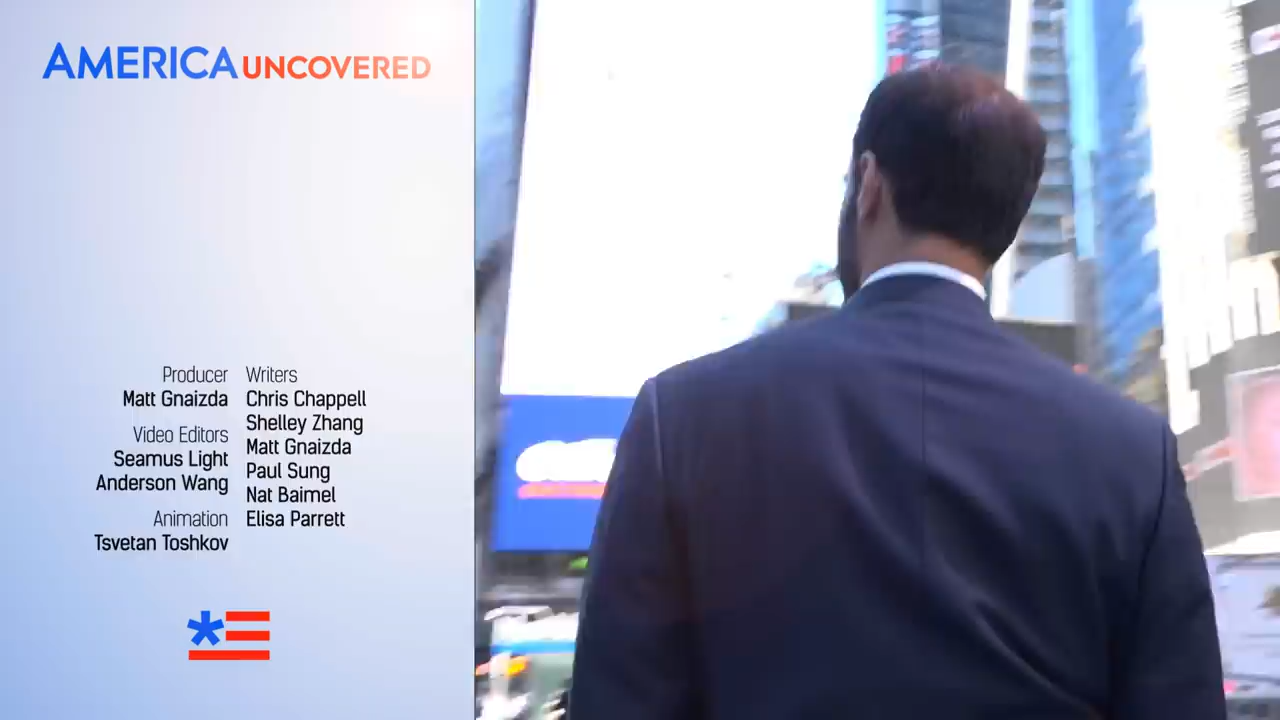 AMERICA UNCOVERED
Producer
Matt Gnaizda
Video Editors
Seamus Light
Anderson Wang
Animation
Tsvetan Toshkov
Writers
Chris Chappell
Shelley Zhang
Matt Gnaizda
Paul Sung
Nat Baimel
Elisa Parrett